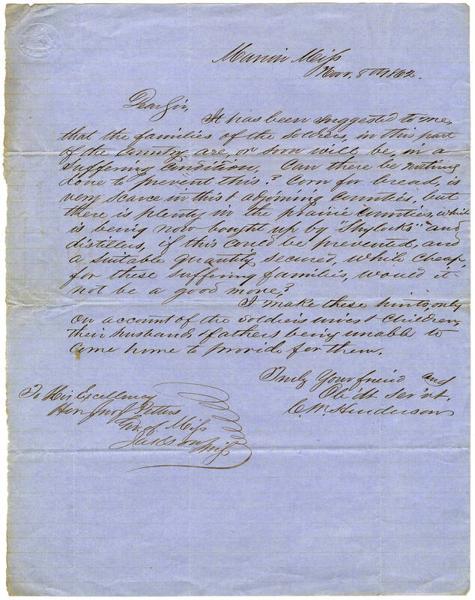 Marion Miss
Nov. 8th 1862.
Dear Sir,
It has been suggested to me,
that the families of the soldiers in this part
of the Country, are, or soon will be, in a
suffering condition, Can there be nothing
done to prevent this? Corn for bread, is
very scarce in this & adjoining Counties, but
there is plenty in the prairie Counties, which
is being now bought up by "Shylocks" and
distillers, if this could be prevented, and
a suitable quantity, secured, while cheap
for these suffering families, would it
not be a good move?
I make these hints, only
on account of the soldiers wives & Children,
their husbands & fathers being unable to
come home to provide for them.
Truly Your friend and
Obdt Servt.
C. W. Henderson
To His Excellency
Hon Jno J Pettus
Gov of Miss
Jackson Miss